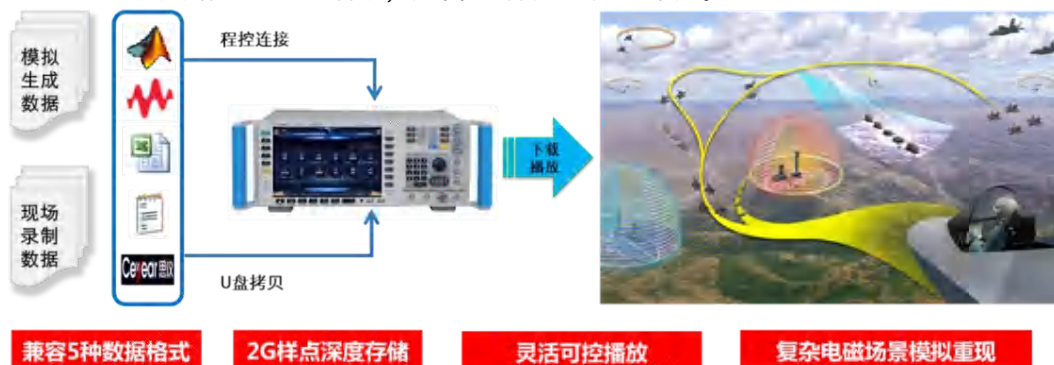 模拟
生成
数据
现场
录制
数据
程控连接
U盘拷贝
Ceyear思仪
下载
播放
兼容5种数据格式
2G样点深度存储
灵活可控播放
复杂电磁场景模拟重现